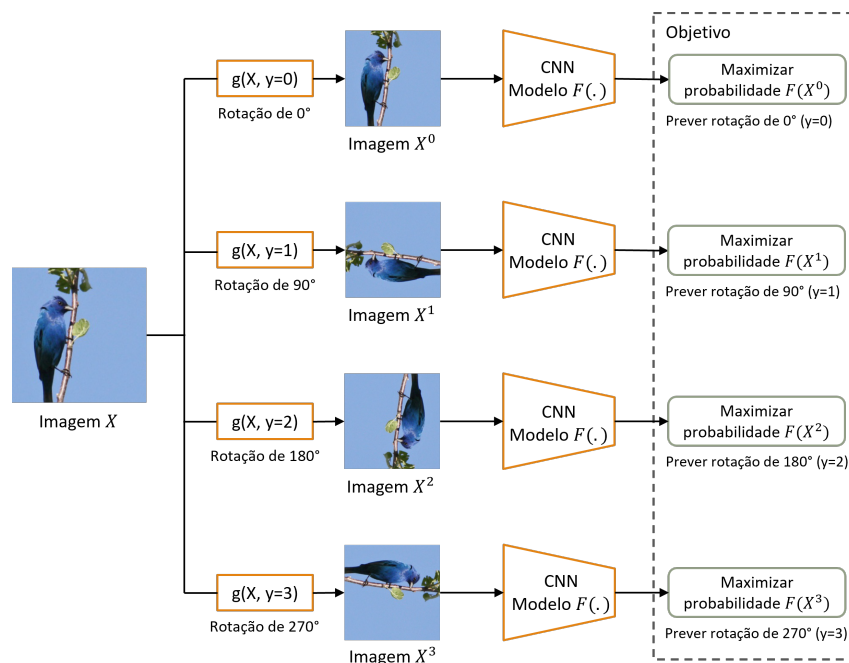 Objetivo
g(X, y=0)
Rotação de 0°
Imagem X⁰
CNN
Modelo F(.)
Maximizar
probabilidade F(X⁰)
Prever rotação de 0° (y=0)
g(X, y=1)
Rotação de 90°
Imagem X¹
CNN
Modelo F(.)
Maximizar
probabilidade F(X¹)
Prever rotação de 90° (y=1)
Imagem X
g(X, y=2)
Rotação de 180°
Imagem X²
CNN
Modelo F(.)
Maximizar
probabilidade F(X²)
Prever rotação de 180° (y=2)
g(X, y=3)
Rotação de 270°
Imagem X³
CNN
Modelo F(.)
Maximizar
probabilidade F(X³)
Prever rotação de 270° (y=3)